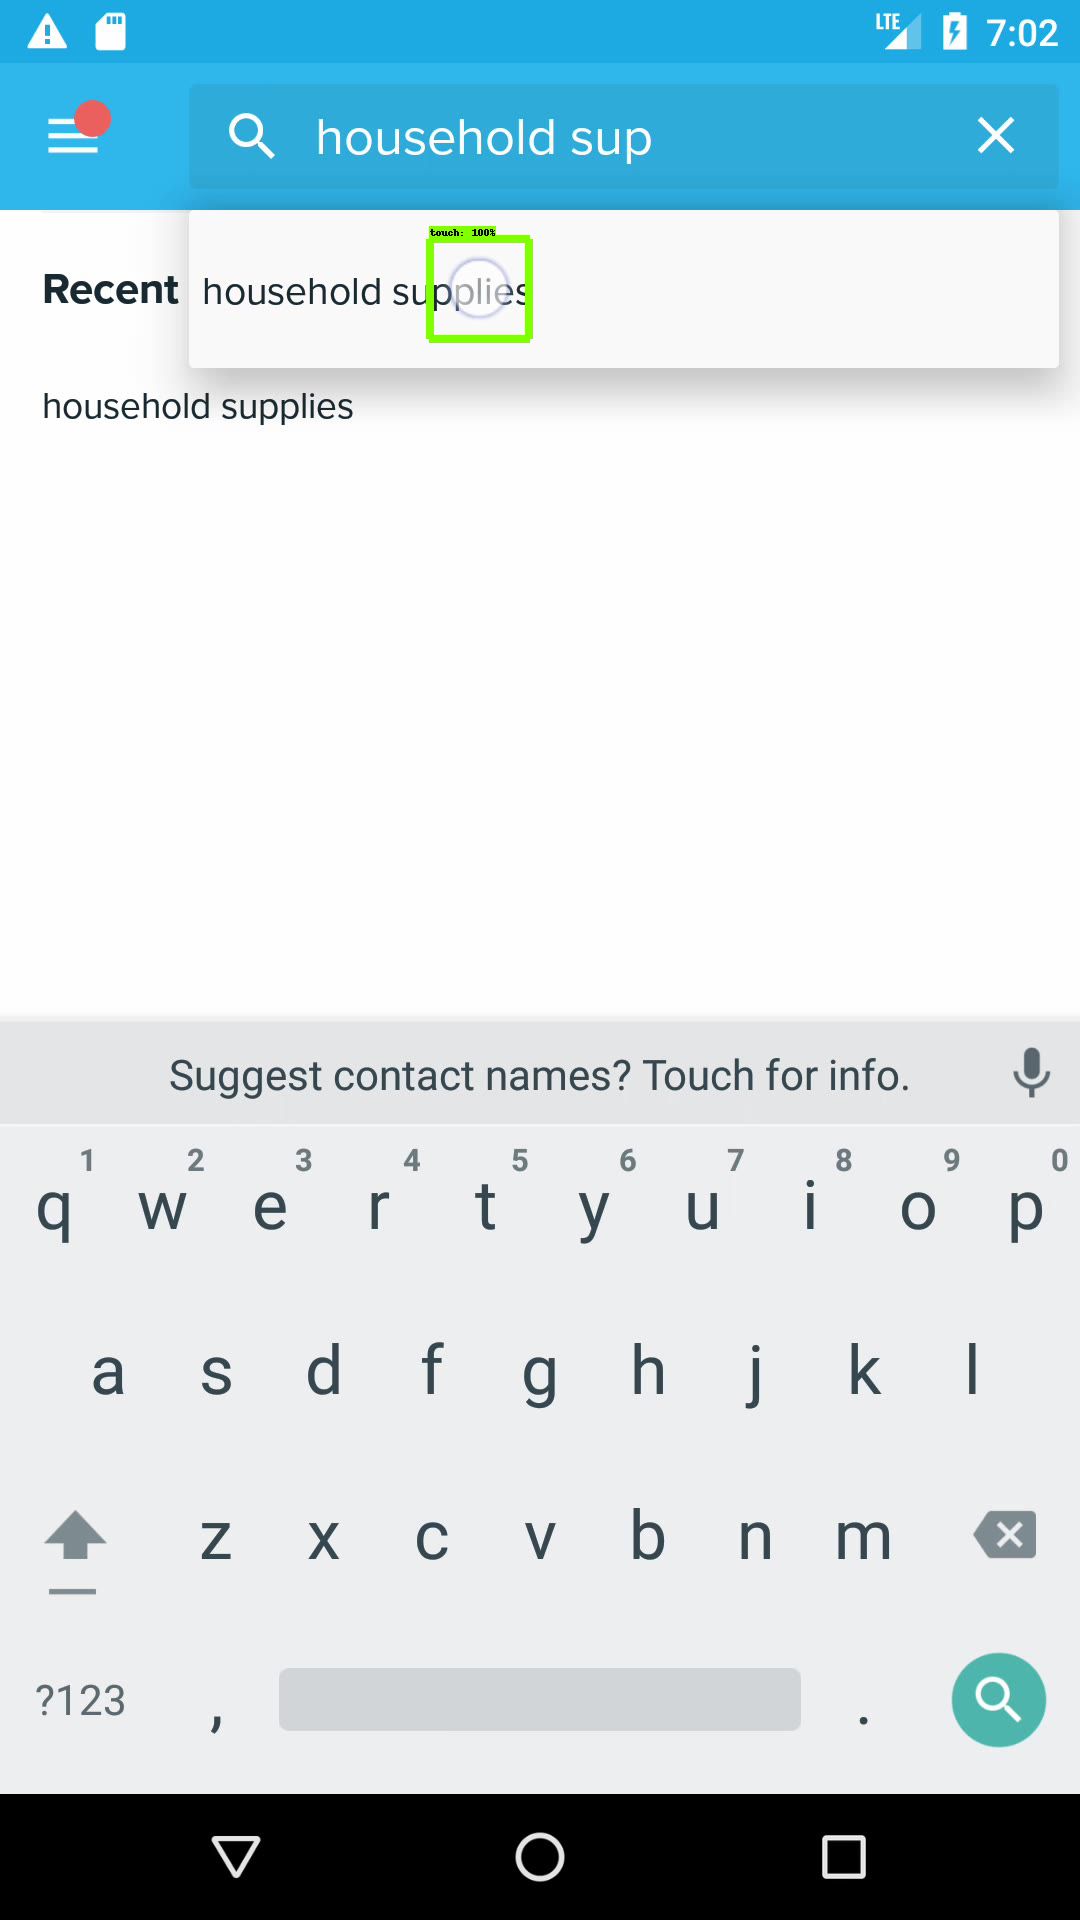 LTE 7:02
household sup
touch: 100%
Recent
household supplies
household supplies
Suggest contact names? Touch for info.
1 2 3 4 5 6 7 8 9 0
q w e r t y u i o p
a s d f g h j k l
z x c v b n m
?123 , .